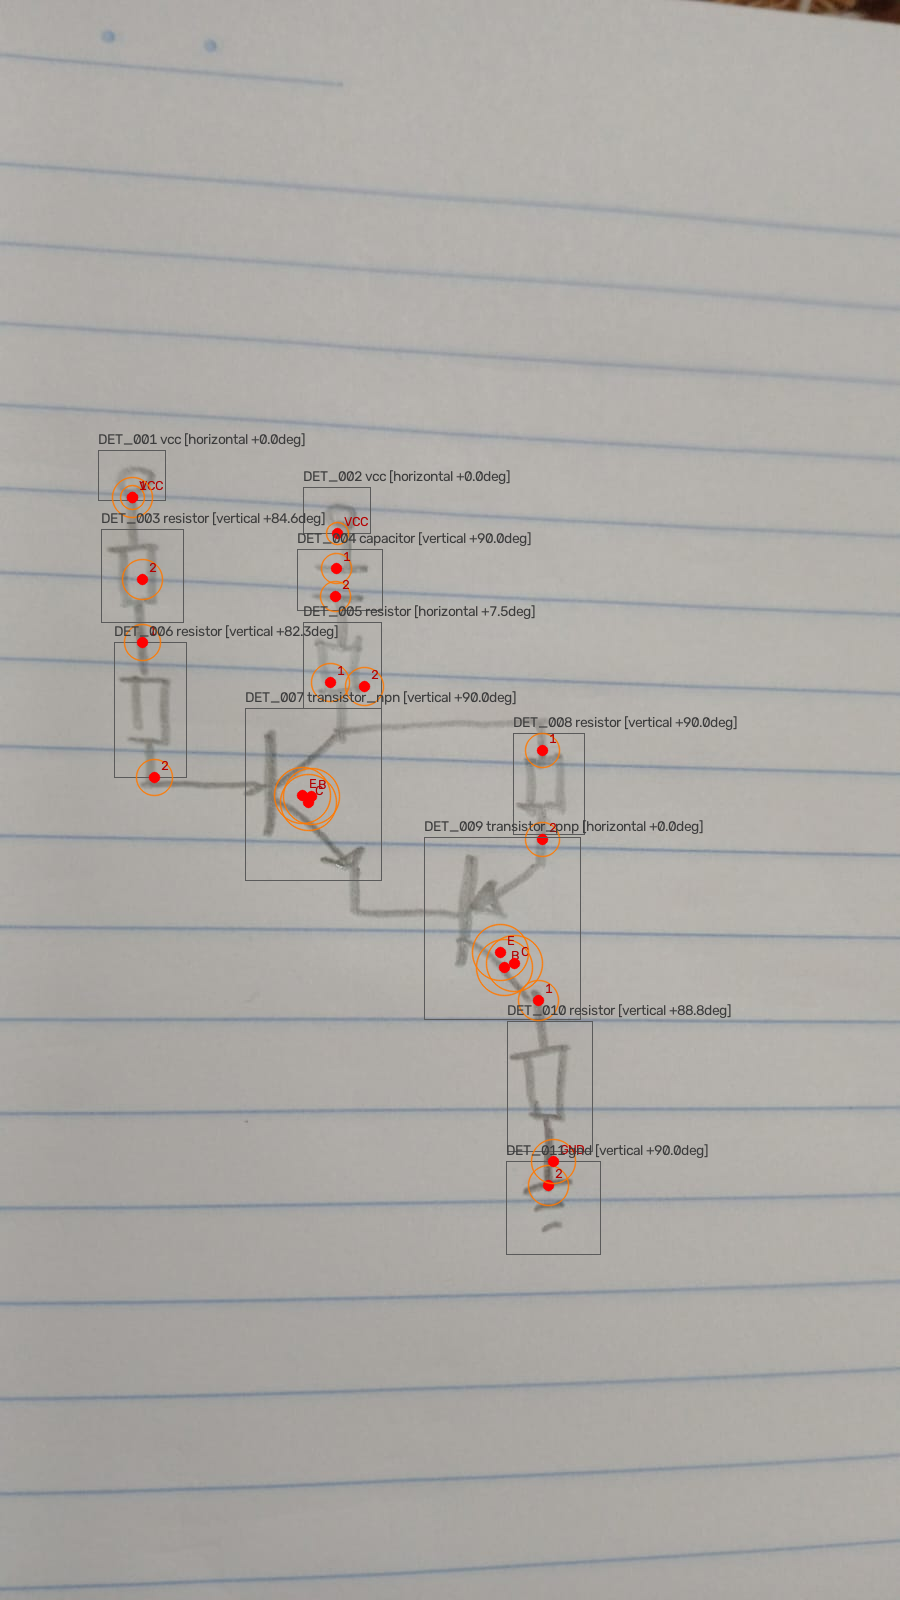 DET_001 vcc [horizontal +0.0deg]
VCC
DET_002 vcc [horizontal +0.0deg]
VCC
DET_003 resistor [vertical +84.6deg]
DET_004 capacitor [vertical +90.0deg]
1
2
2
DET_005 resistor [horizontal +7.5deg]
DET_006 resistor [vertical +82.3deg]
1
2
DET_007 transistor_npn [vertical +90.0deg]
DET_008 resistor [vertical +90.0deg]
1
2
E
B
C
DET_009 transistor_pnp [horizontal +0.0deg]
2
E
C
B
1
DET_010 resistor [vertical +88.8deg]
DET_011 gnd [vertical +90.0deg]
GND
2